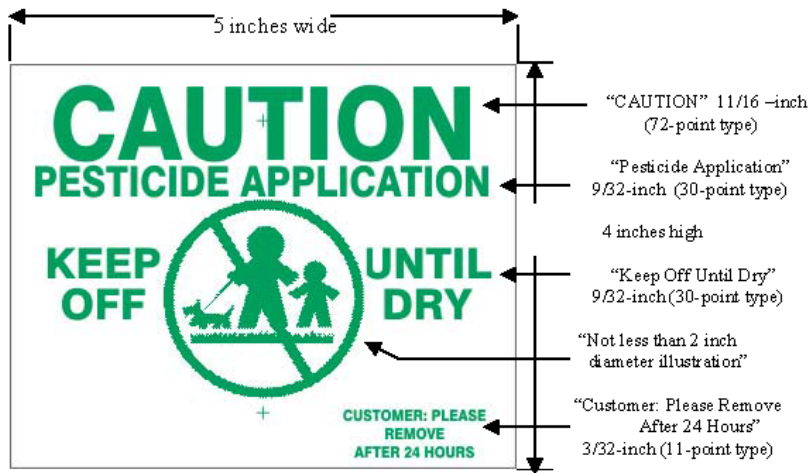 5 inches wide
CAUTION
PESTICIDE APPLICATION
KEEP OFF
UNTIL DRY
CUSTOMER: PLEASE
REMOVE
AFTER 24 HOURS
“CAUTION” 11/16 –inch
(72-point type)
“Pesticide Application”
9/32-inch (30-point type)
4 inches high
“Keep Off Until Dry”
9/32-inch (30-point type)
“Not less than 2 inch
diameter illustration”
“Customer: Please Remove
After 24 Hours”
3/32-inch (11-point type)